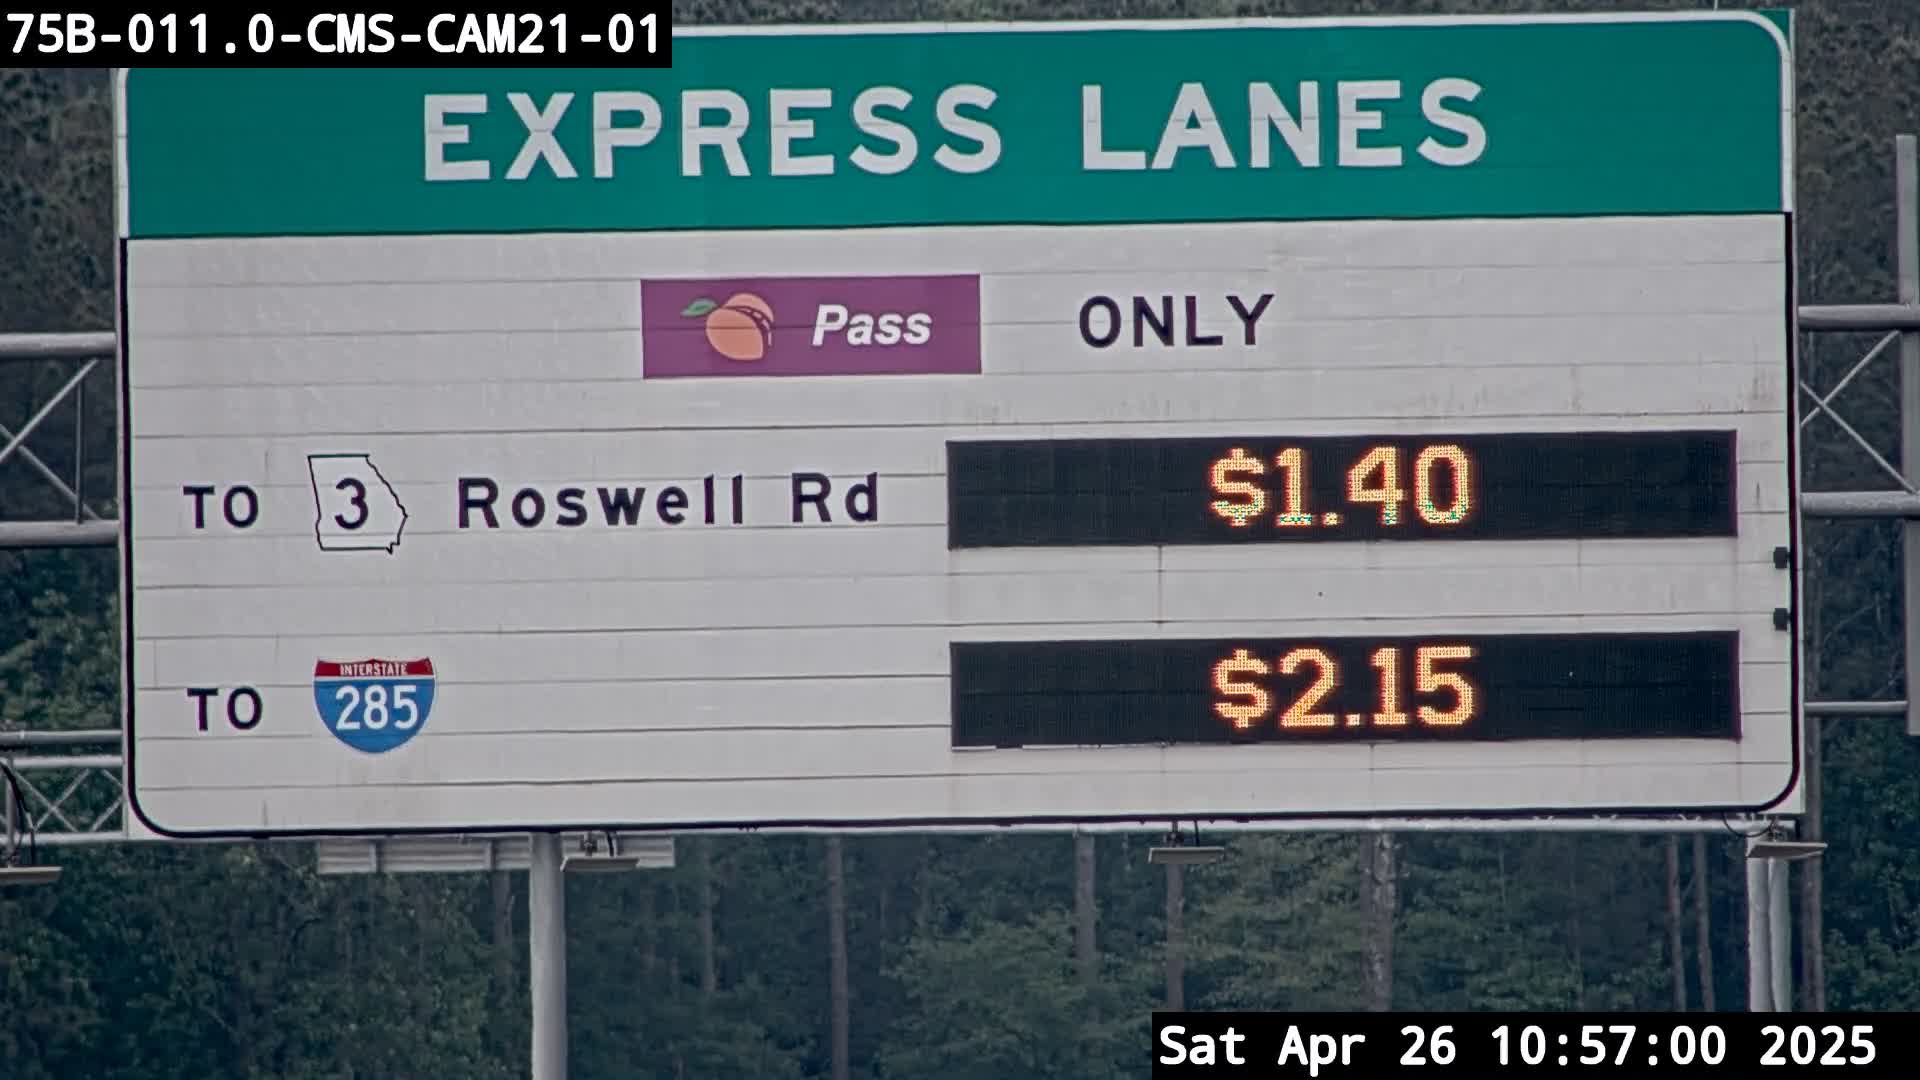 75B-011.0-CMS-CAM21-01
EXPRESS LANES
Pass ONLY
TO 3 Roswell Rd $1.40
INTERSTATE
TO 285 $2.15
Sat Apr 26 10:57:00 2025